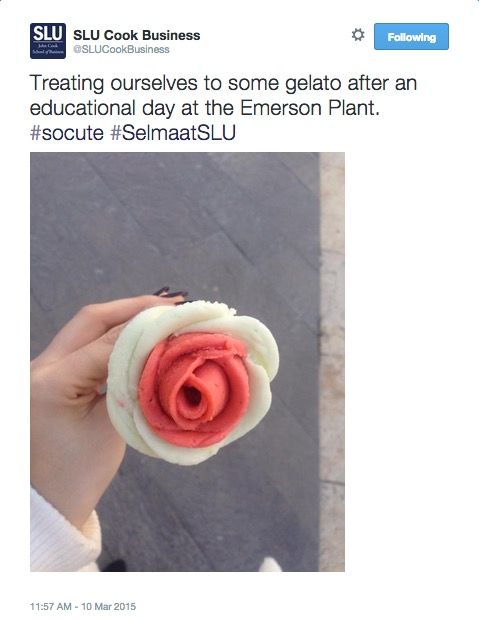 SLU
John Cook
School of Business
SLU Cook Business
@SLUCookBusiness
Following
Treating ourselves to some gelato after an
educational day at the Emerson Plant.
#socute #SelmaatSLU
11:57 AM - 10 Mar 2015